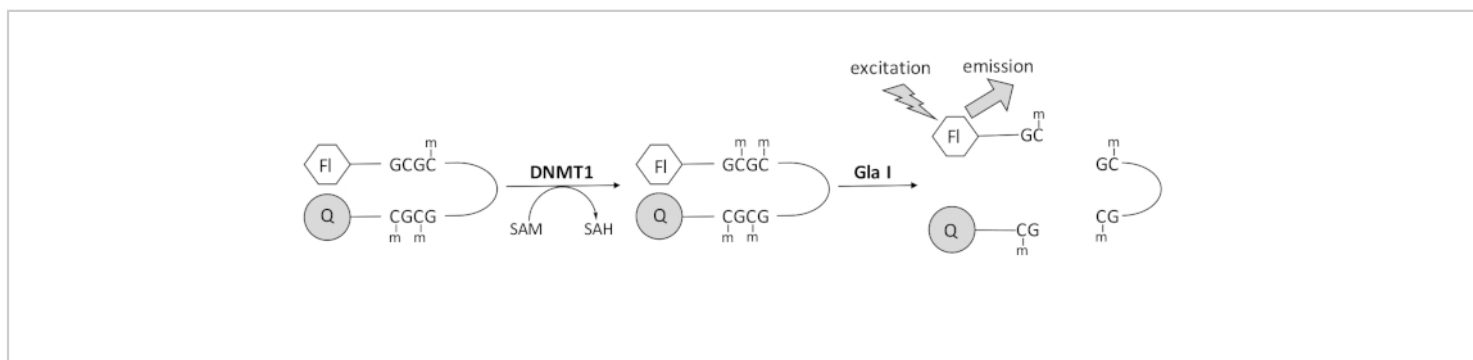 excitation emission
m
Fl GC
m
Fl GCGC
m m
Fl GCGC
m
GC
DNMT1
Gla I
Q CGCG
m m
SAM SAH
Q CGCG
m m
Q CG
m
CG
m